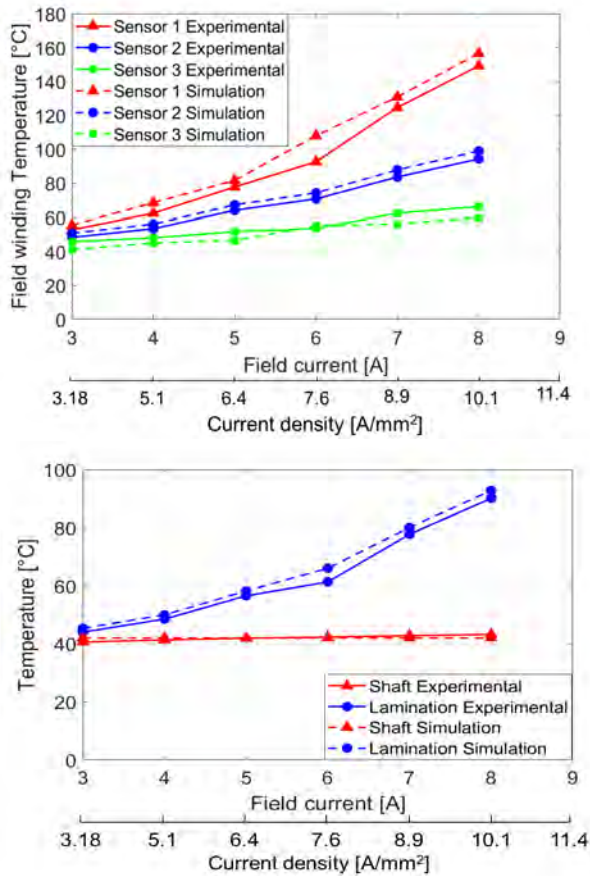 Field winding Temperature [°C]
180
160
140
120
100
80
60
40
20
0
Sensor 1 Experimental
Sensor 2 Experimental
Sensor 3 Experimental
Sensor 1 Simulation
Sensor 2 Simulation
Sensor 3 Simulation
3 4 5 6 7 8 9
Field current [A]
3.18 5.1 6.4 7.6 8.9 10.1 11.4
Current density [A/mm²]
Temperature [°C]
100
80
60
40
20
0
Shaft Experimental
Lamination Experimental
Shaft Simulation
Lamination Simulation
3 4 5 6 7 8 9
Field current [A]
3.18 5.1 6.4 7.6 8.9 10.1 11.4
Current density [A/mm²]